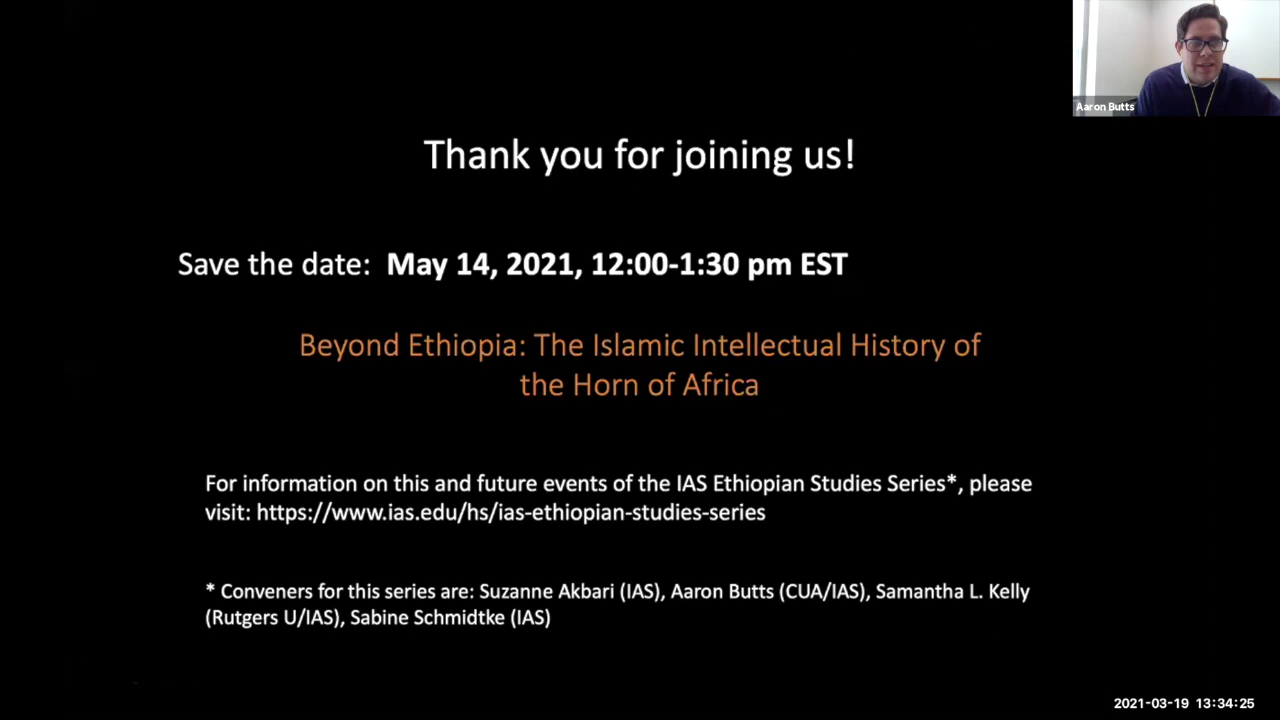 Aaron Butts
Thank you for joining us!
Save the date: May 14, 2021, 12:00-1:30 pm EST
Beyond Ethiopia: The Islamic Intellectual History of
the Horn of Africa
For information on this and future events of the IAS Ethiopian Studies Series*, please
visit: https://www.ias.edu/hs/ias-ethiopian-studies-series
* Conveners for this series are: Suzanne Akbari (IAS), Aaron Butts (CUA/IAS), Samantha L. Kelly
(Rutgers U/IAS), Sabine Schmidtke (IAS)
2021-03-19 13:34:25